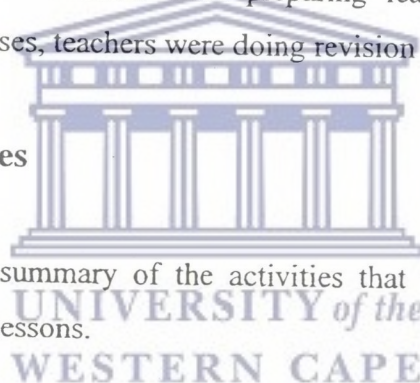 ses, teachers were doing revision
es
summary of the activities that
UNIVERSITY of the
essons.
WESTERN CAPE